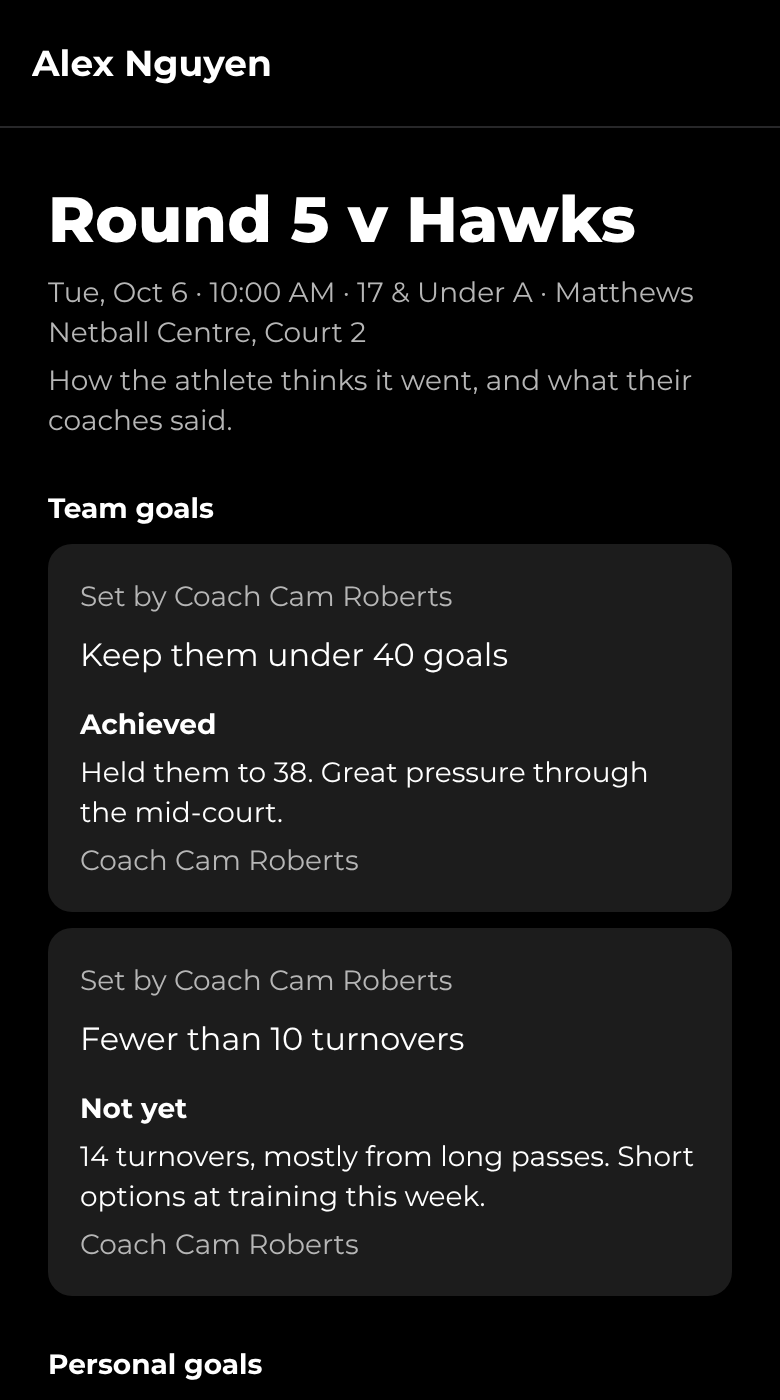 Alex Nguyen
Round 5 v Hawks
Tue, Oct 6 · 10:00 AM · 17 & Under A · Matthews
Netball Centre, Court 2
How the athlete thinks it went, and what their
coaches said.
Team goals
Set by Coach Cam Roberts
Keep them under 40 goals
Achieved
Held them to 38. Great pressure through
the mid-court.
Coach Cam Roberts
Set by Coach Cam Roberts
Fewer than 10 turnovers
Not yet
14 turnovers, mostly from long passes. Short
options at training this week.
Coach Cam Roberts
Personal goals